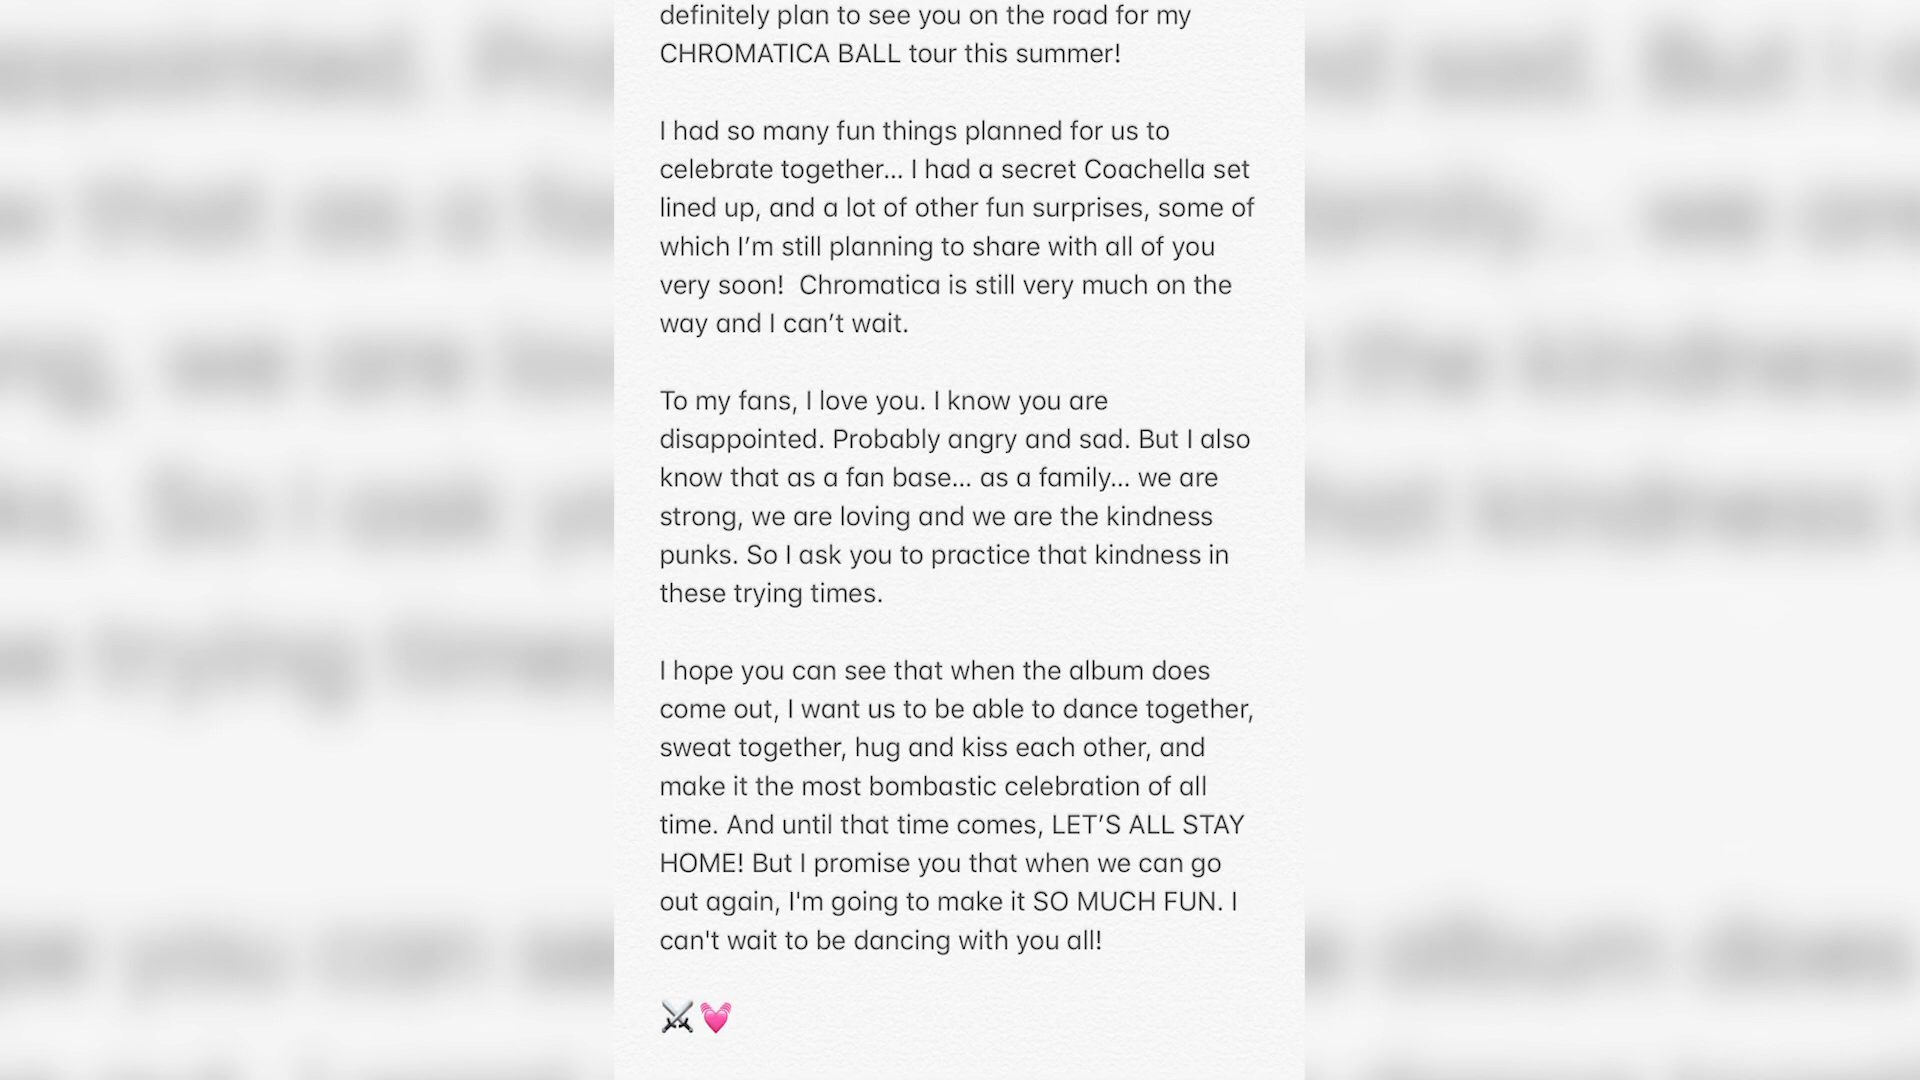 definitely plan to see you on the road for my
CHROMATICA BALL tour this summer!
I had so many fun things planned for us to
celebrate together... I had a secret Coachella set
lined up, and a lot of other fun surprises, some of
which I’m still planning to share with all of you
very soon!  Chromatica is still very much on the
way and I can’t wait.
To my fans, I love you. I know you are
disappointed. Probably angry and sad. But I also
know that as a fan base... as a family... we are
strong, we are loving and we are the kindness
punks. So I ask you to practice that kindness in
these trying times.
I hope you can see that when the album does
come out, I want us to be able to dance together,
sweat together, hug and kiss each other, and
make it the most bombastic celebration of all
time. And until that time comes, LET’S ALL STAY
HOME! But I promise you that when we can go
out again, I'm going to make it SO MUCH FUN. I
can't wait to be dancing with you all!
⚔️💓